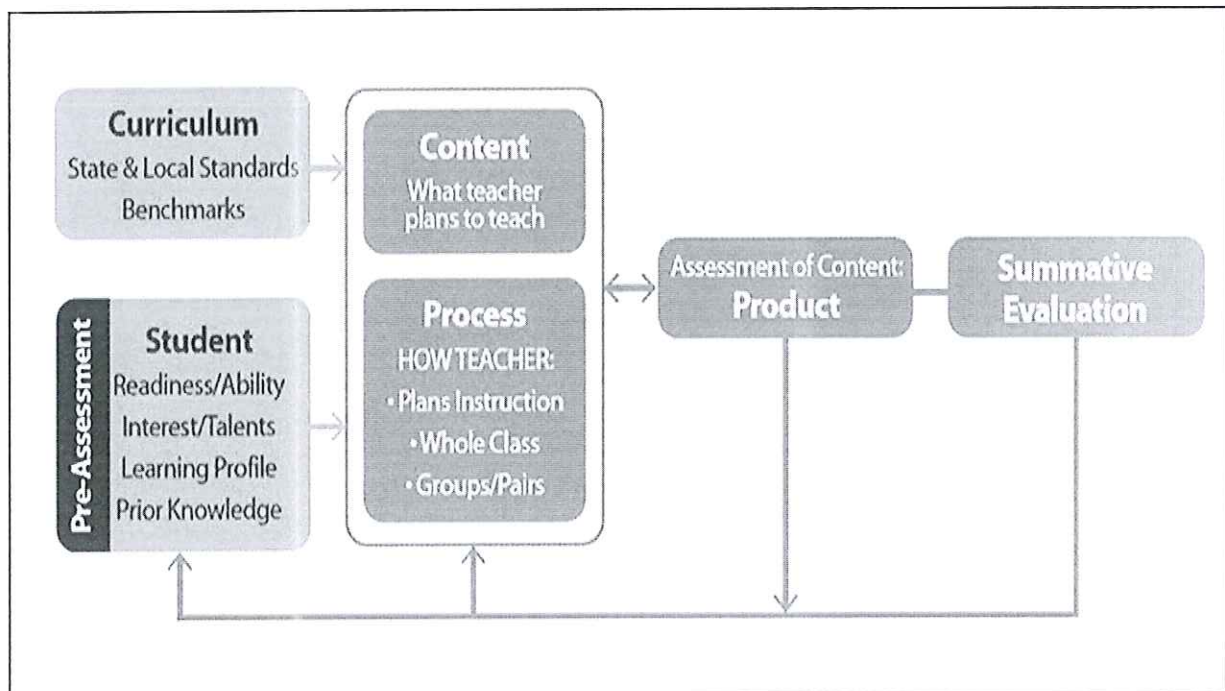 Curriculum
State & Local Standards
Benchmarks
Pre-Assessment
Student
Readiness/Ability
Interest/Talents
Learning Profile
Prior Knowledge
Content
What teacher
plans to teach
Process
HOW TEACHER:
• Plans Instruction
• Whole Class
• Groups/Pairs
Assessment of Content:
Product
Summative
Evaluation